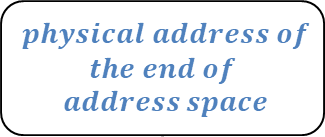 physical address of
the end of
address space